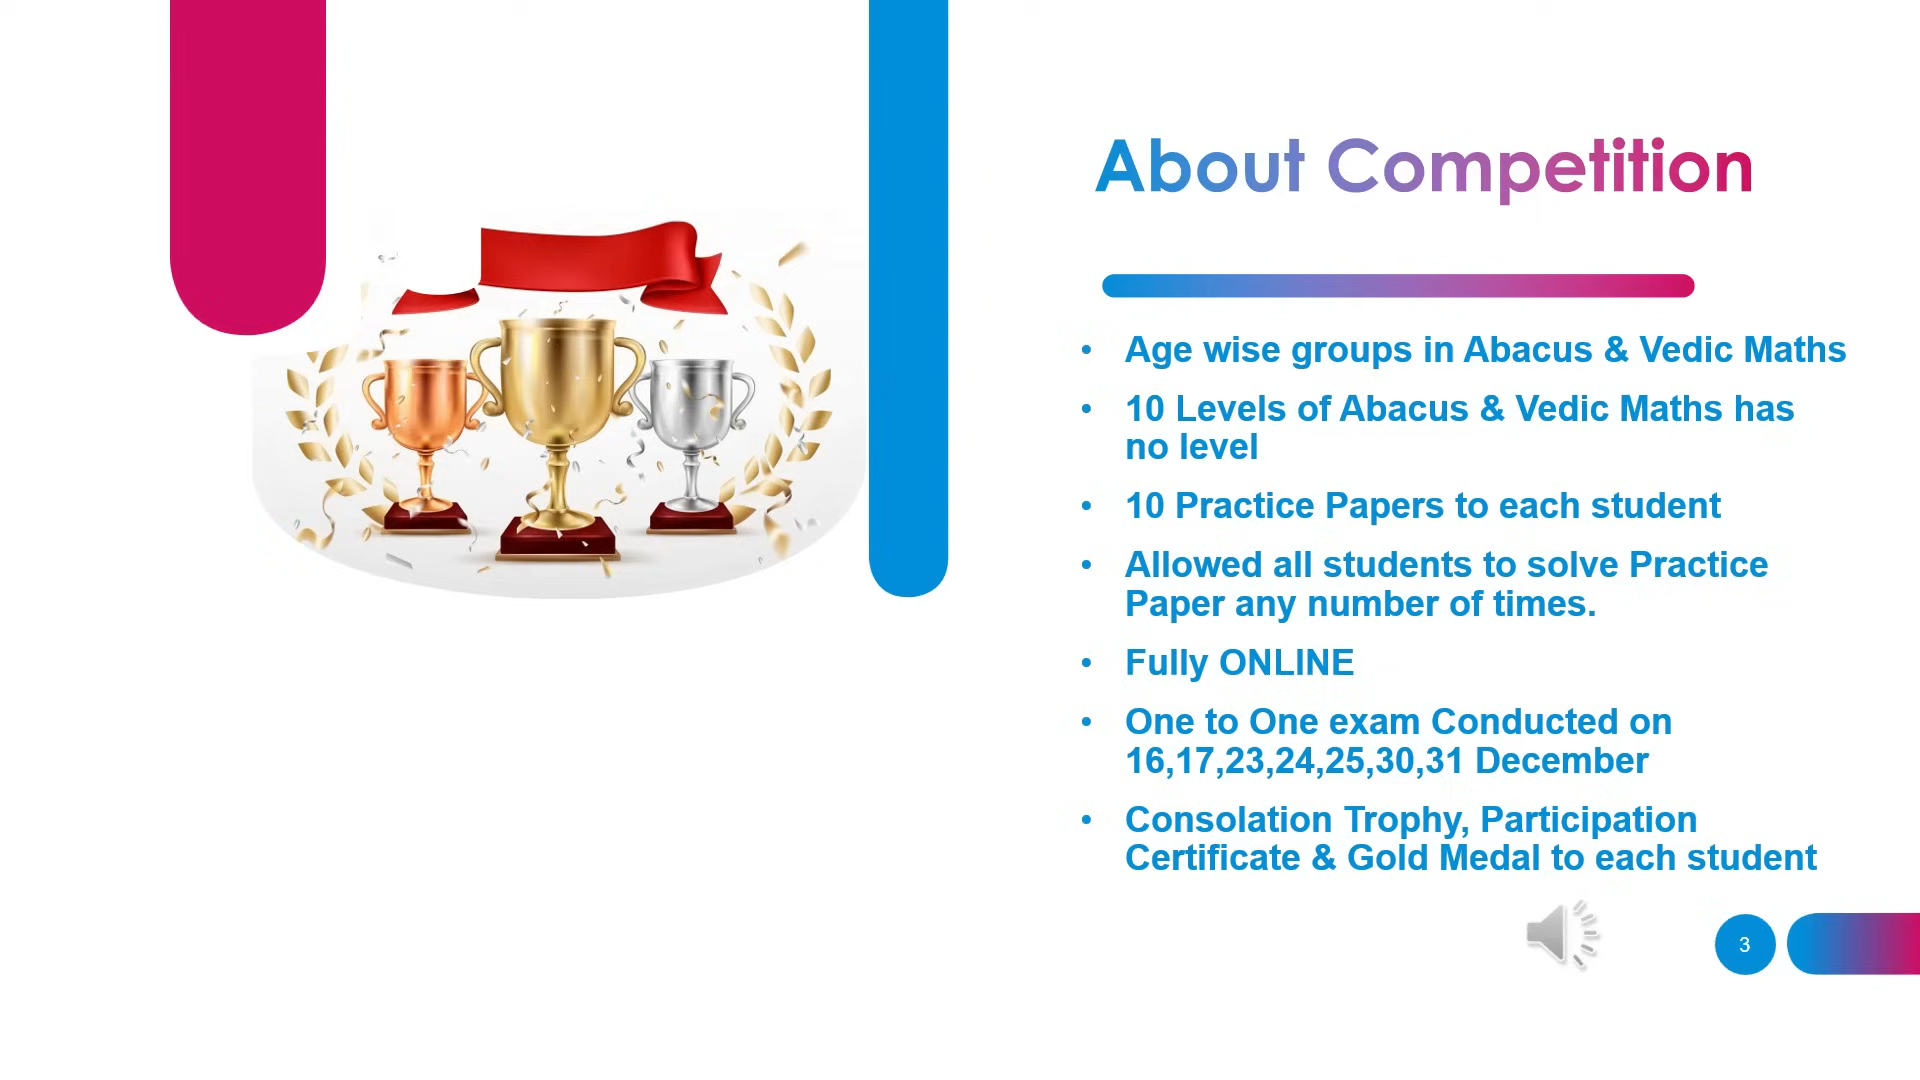 About Competition
• Age wise groups in Abacus & Vedic Maths
• 10 Levels of Abacus & Vedic Maths has
no level
• 10 Practice Papers to each student
• Allowed all students to solve Practice
Paper any number of times.
• Fully ONLINE
• One to One exam Conducted on
16,17,23,24,25,30,31 December
• Consolation Trophy, Participation
Certificate & Gold Medal to each student
3